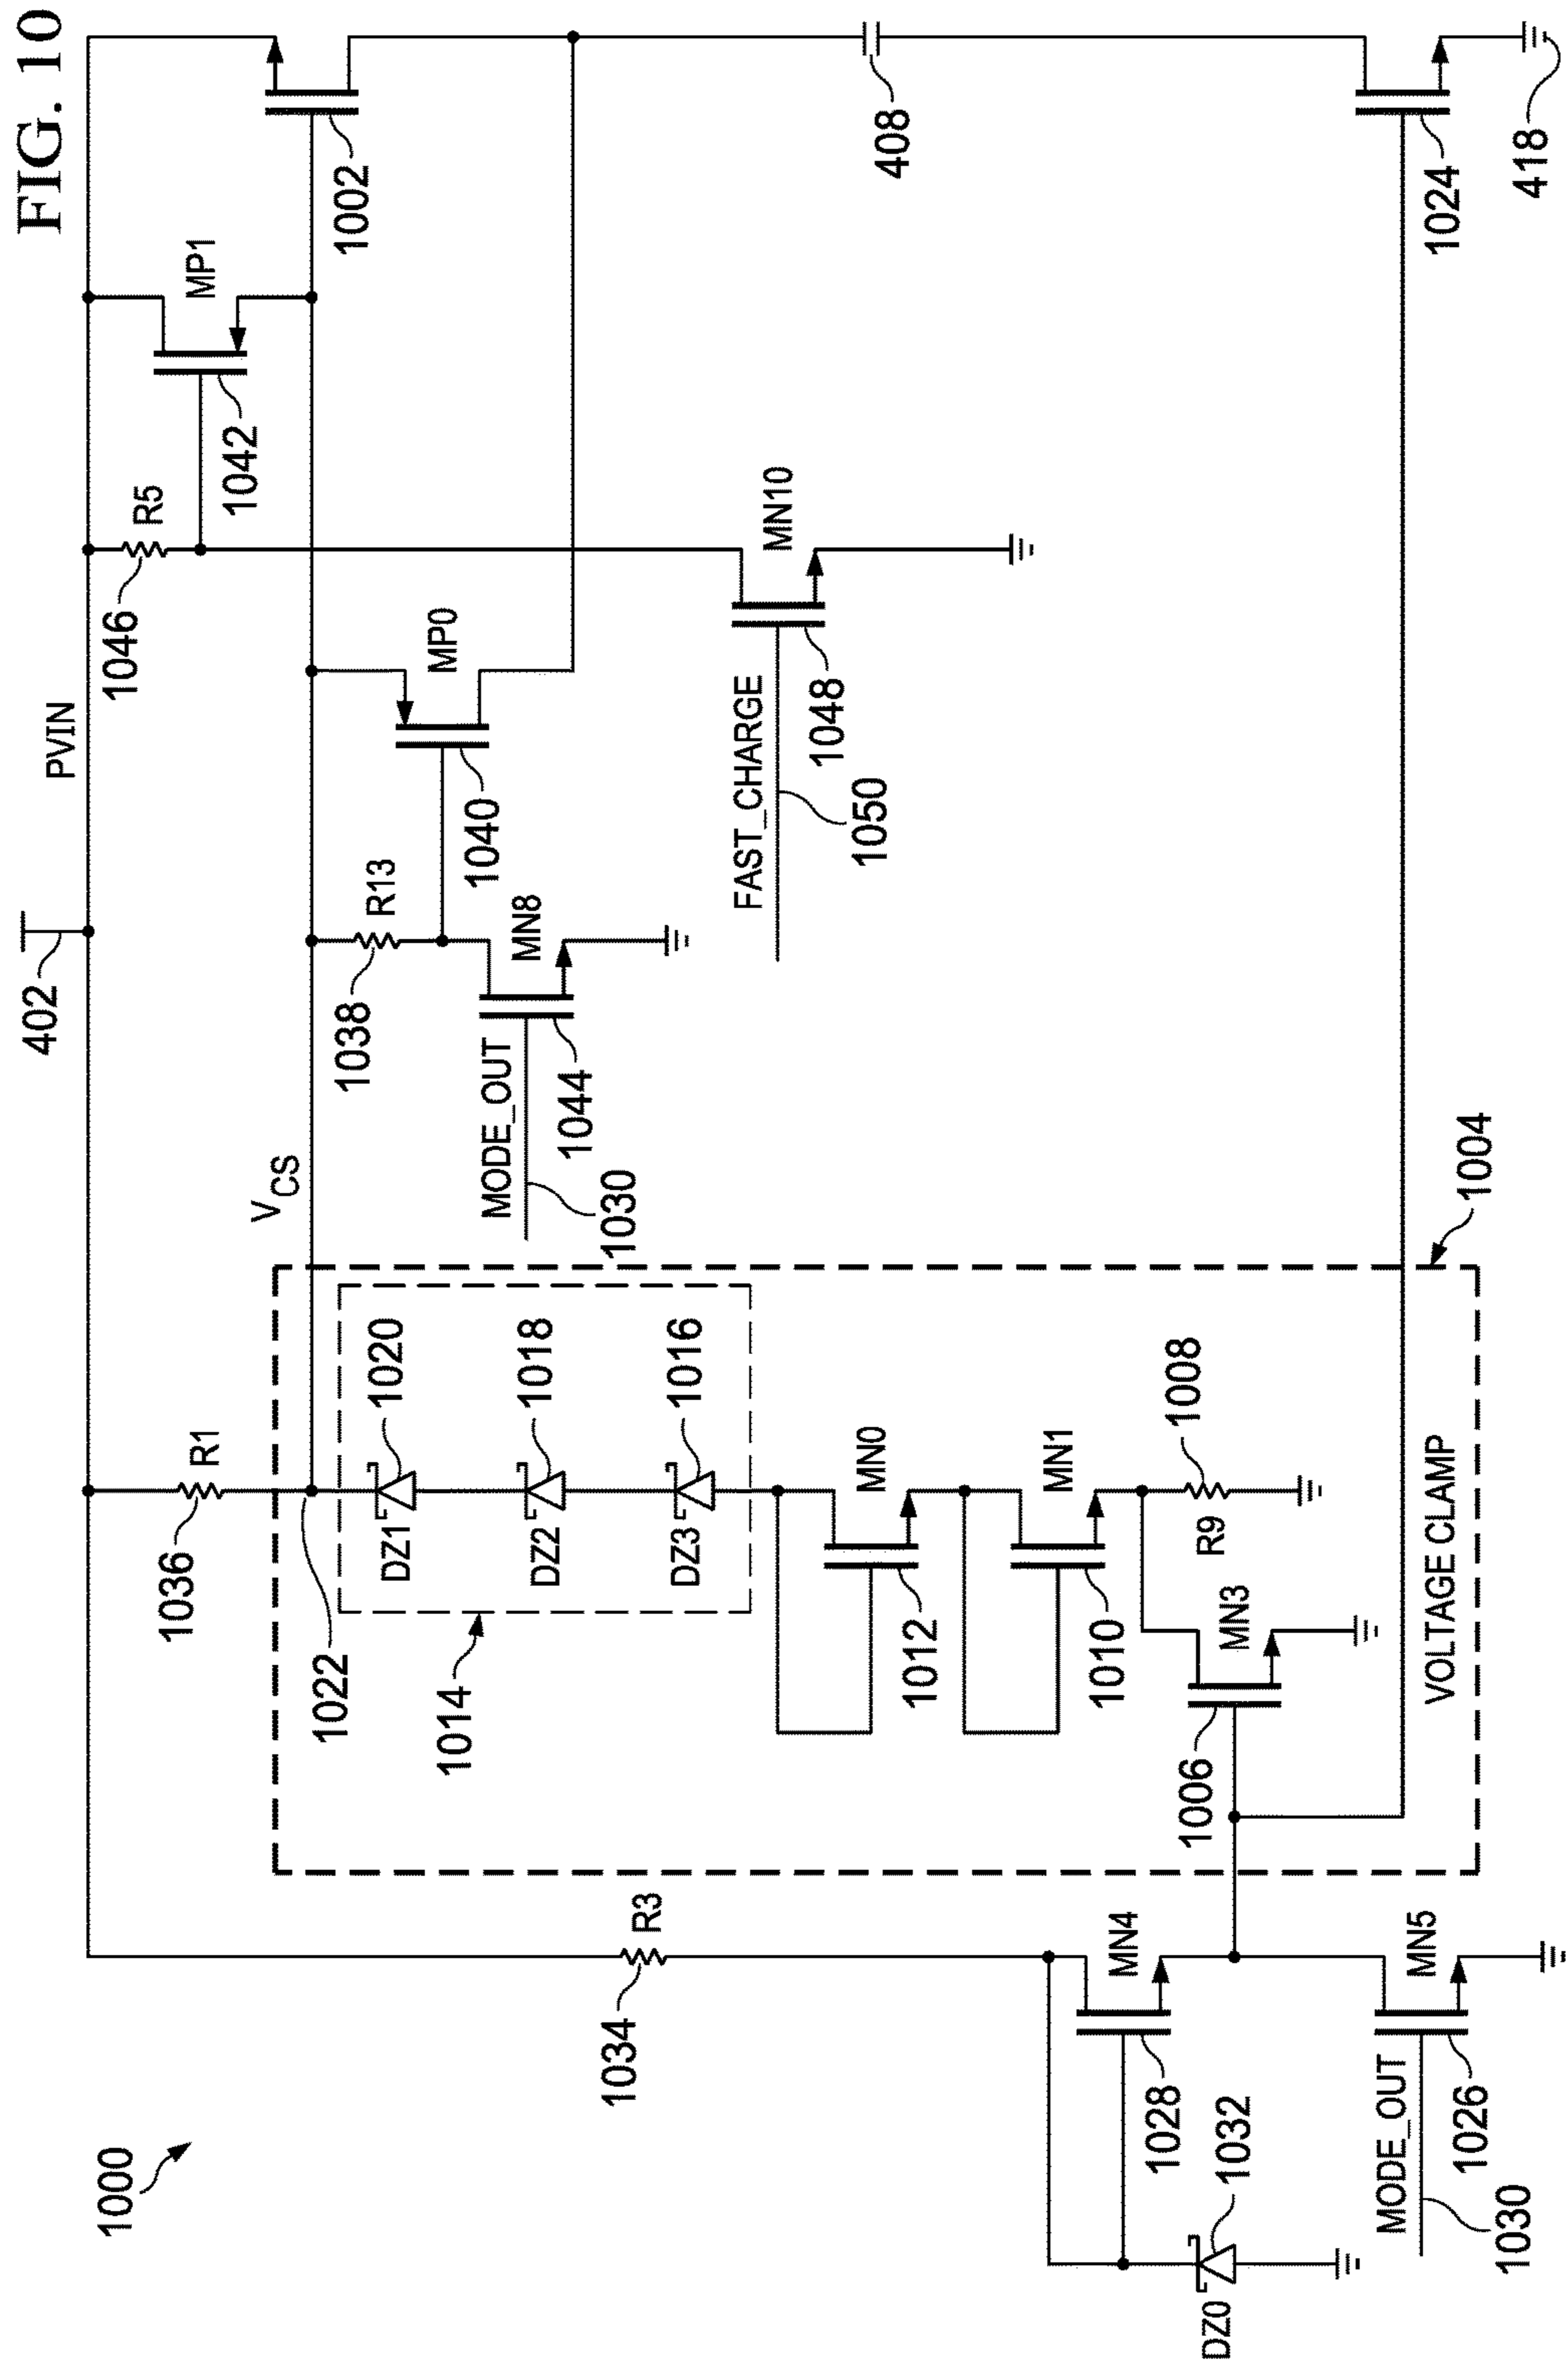 FIG. 10
1000
402
PVIN
1034
R3
1036
R1
1046
R5
1042
MP1
1002
1022
V_CS
1038
R13
1040
MP0
MODE_OUT
1030
1044
MN8
FAST_CHARGE
1050
1048
MN10
408
1014
DZ1
1020
DZ2
1018
DZ3
1016
1012
MN0
1010
MN1
R9
1008
1006
MN3
VOLTAGE CLAMP
1004
DZ0
1032
1028
MN4
MODE_OUT
1030
1026
MN5
1024
418